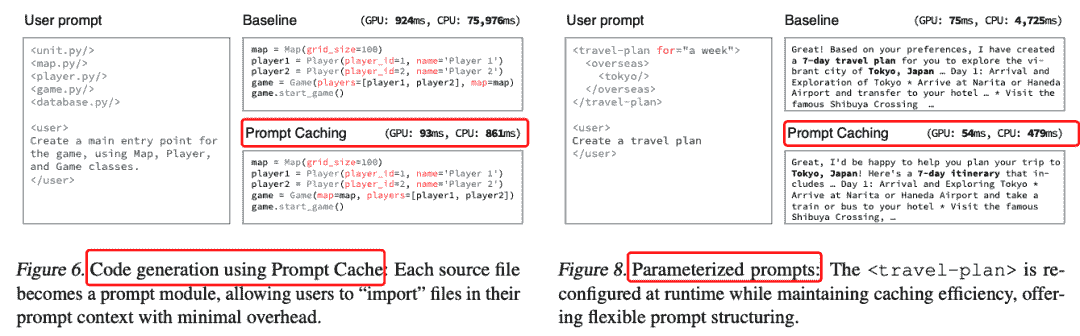 User prompt
Baseline (GPU: 924ms, CPU: 75,976ms)
<unit.py/>
<map.py/>
<player.py/>
<game.py/>
<database.py/>
<user>
Create a main entry point for
the game, using Map, Player,
and Game classes.
</user>
map = Map(grid_size=100)
player1 = Player(player_id=1, name='Player 1')
player2 = Player(player_id=2, name='Player 2')
game = Game(players=[player1, player2], map=map)
game.start_game()
Prompt Caching (GPU: 93ms, CPU: 861ms)
map = Map(grid_size=100)
player1 = Player(player_id=1, name='Player 1')
player2 = Player(player_id=2, name='Player 2')
game = Game(map=map, players=[player1, player2])
game.start_game()
Figure 6. Code generation using Prompt Cache: Each source file
becomes a prompt module, allowing users to “import” files in their
prompt context with minimal overhead.
User prompt
Baseline (GPU: 75ms, CPU: 4,725ms)
<travel-plan for="a week">
<overseas>
<tokyo/>
</overseas>
</travel-plan>
<user>
Create a travel plan
</user>
Great! Based on your preferences, I have created
a 7-day travel plan for you to explore the vi-
brant city of Tokyo, Japan … Day 1: Arrival and
Exploration of Tokyo * Arrive at Narita or Haneda
Airport and transfer to your hotel … * Visit the
famous Shibuya Crossing …
Prompt Caching (GPU: 54ms, CPU: 479ms)
Great, I'd be happy to help you plan your trip to
Tokyo, Japan! Here's a 7-day itinerary that in-
cludes … Day 1: Arrival and Exploring Tokyo *
Arrive at Narita or Haneda Airport and take a
train or bus to your hotel … * Visit the famous
Shibuya Crossing, …
Figure 8. Parameterized prompts: The <travel-plan> is re-
configured at runtime while maintaining caching efficiency, offer-
ing flexible prompt structuring.